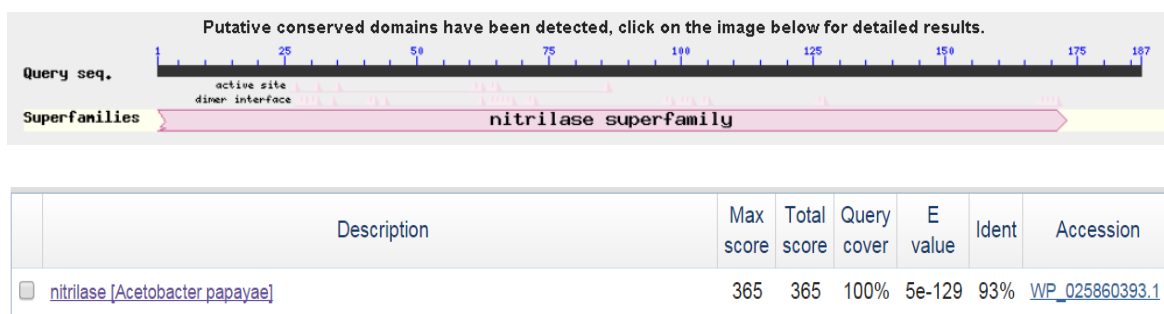 Putative conserved domains have been detected, click on the image below for detailed results.
1 25 50 75 100 125 150 175 187
Query seq.
active site
dimer interface
Superfamilies nitrilase superfamily
Description Max score Total score Query cover E value Ident Accession
nitrilase [Acetobacter papayae] 365 365 100% 5e-129 93% WP_025860393.1